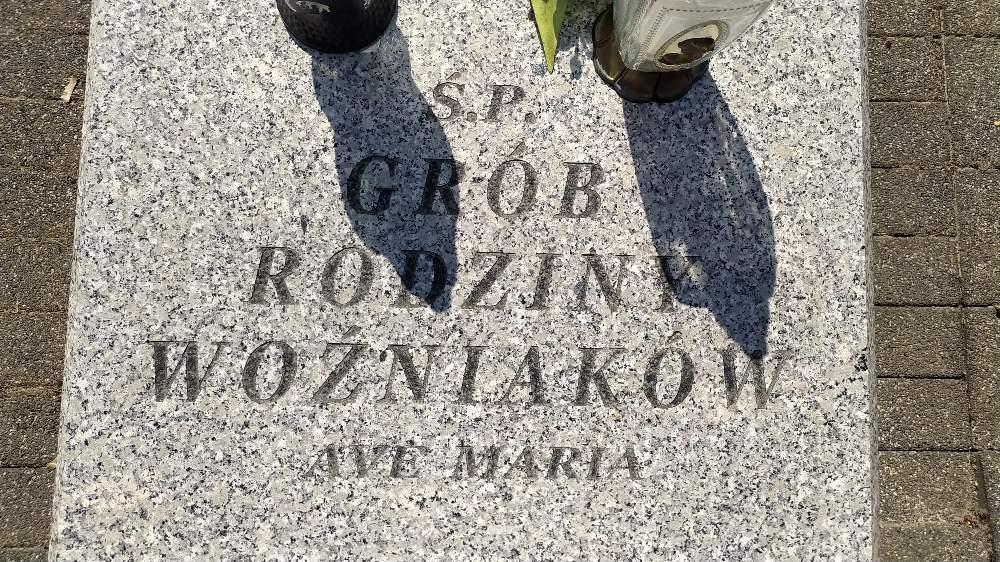 Ś.P.
GRÓB
RODZINY
WOŹNIAKÓW
AVE MARIA